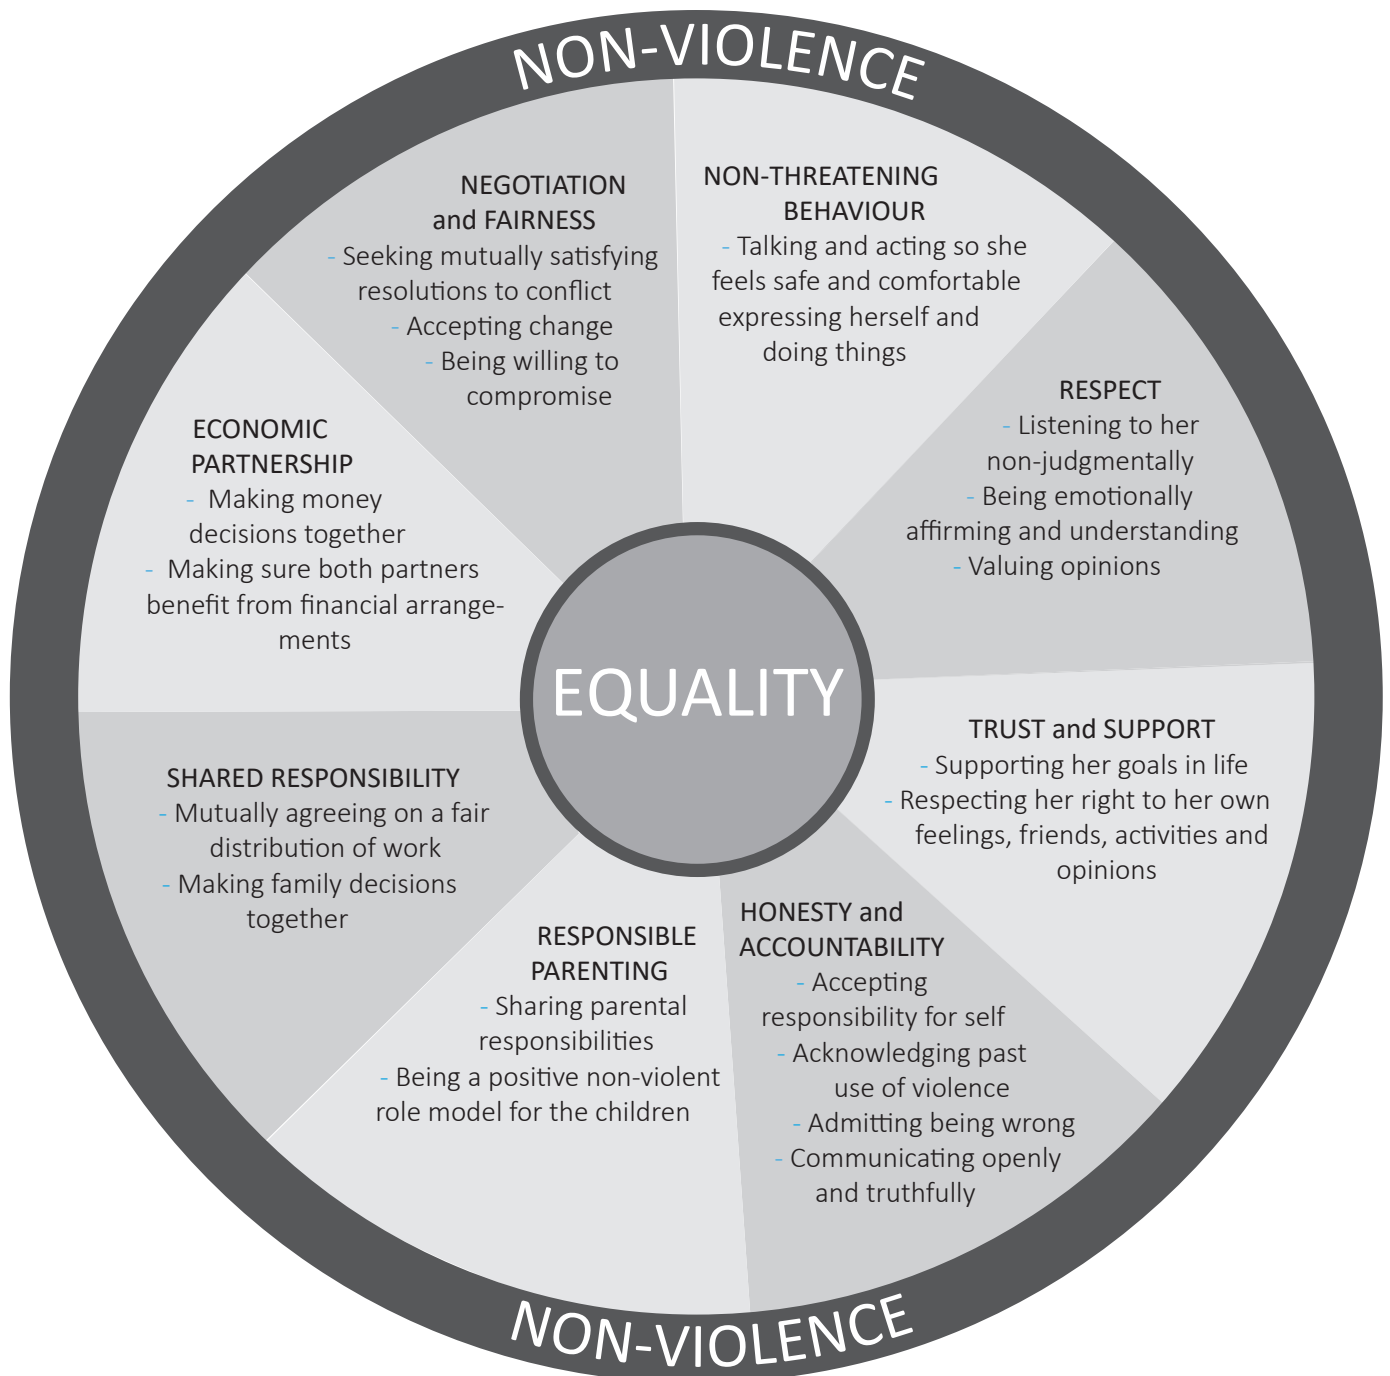 NON-VIOLENCE
NEGOTIATION
and FAIRNESS
- Seeking mutually satisfying
resolutions to conflict
- Accepting change
- Being willing to
compromise
NON-THREATENING
BEHAVIOUR
- Talking and acting so she
feels safe and comfortable
expressing herself and
doing things
RESPECT
- Listening to her
non-judgmentally
- Being emotionally
affirming and understanding
- Valuing opinions
TRUST and SUPPORT
- Supporting her goals in life
- Respecting her right to her own
feelings, friends, activities and
opinions
HONESTY and
ACCOUNTABILITY
- Accepting
responsibility for self
- Acknowledging past
use of violence
- Admitting being wrong
- Communicating openly
and truthfully
RESPONSIBLE
PARENTING
- Sharing parental
responsibilities
- Being a positive non-violent
role model for the children
SHARED RESPONSIBILITY
- Mutually agreeing on a fair
distribution of work
- Making family decisions
together
ECONOMIC
PARTNERSHIP
- Making money
decisions together
- Making sure both partners
benefit from financial arrange-
ments
EQUALITY
NON-VIOLENCE